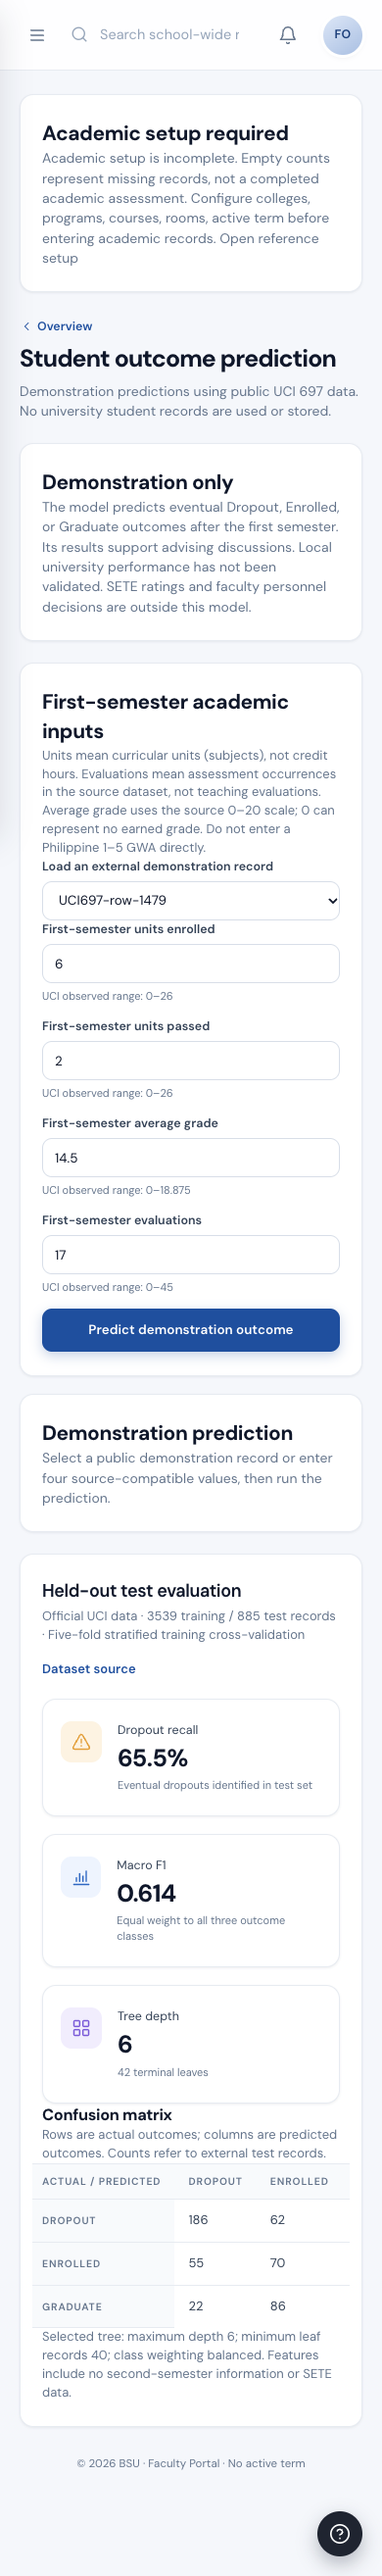 Search school-wide r
FO
Academic setup required
Academic setup is incomplete. Empty counts
represent missing records, not a completed
academic assessment. Configure colleges,
programs, courses, rooms, active term before
entering academic records. Open reference
setup
Overview
Student outcome prediction
Demonstration predictions using public UCI 697 data.
No university student records are used or stored.
Demonstration only
The model predicts eventual Dropout, Enrolled,
or Graduate outcomes after the first semester.
Its results support advising discussions. Local
university performance has not been
validated. SETE ratings and faculty personnel
decisions are outside this model.
First-semester academic
inputs
Units mean curricular units (subjects), not credit
hours. Evaluations mean assessment occurrences
in the source dataset, not teaching evaluations.
Average grade uses the source 0–20 scale; 0 can
represent no earned grade. Do not enter a
Philippine 1–5 GWA directly.
Load an external demonstration record
UCI697-row-1479
First-semester units enrolled
6
UCI observed range: 0–26
First-semester units passed
2
UCI observed range: 0–26
First-semester average grade
14.5
UCI observed range: 0–18.875
First-semester evaluations
17
UCI observed range: 0–45
Predict demonstration outcome
Demonstration prediction
Select a public demonstration record or enter
four source-compatible values, then run the
prediction.
Held-out test evaluation
Official UCI data · 3539 training / 885 test records
· Five-fold stratified training cross-validation
Dataset source
Dropout recall
65.5%
Eventual dropouts identified in test set
Macro F1
0.614
Equal weight to all three outcome
classes
Tree depth
6
42 terminal leaves
Confusion matrix
Rows are actual outcomes; columns are predicted
outcomes. Counts refer to external test records.
ACTUAL / PREDICTED DROPOUT ENROLLED
DROPOUT 186 62
ENROLLED 55 70
GRADUATE 22 86
Selected tree: maximum depth 6; minimum leaf
records 40; class weighting balanced. Features
include no second-semester information or SETE
data.
© 2026 BSU · Faculty Portal · No active term